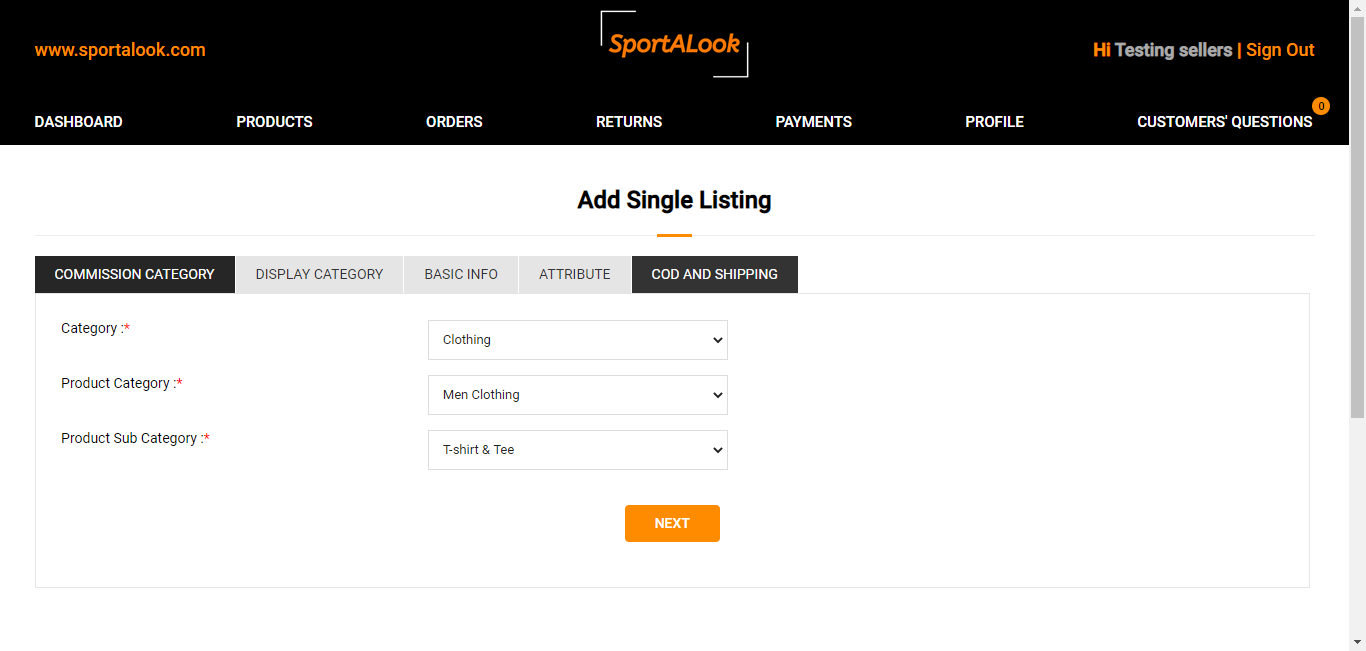 www.sportalook.com
SportALook
Hi Testing sellers | Sign Out
0
DASHBOARD PRODUCTS ORDERS RETURNS PAYMENTS PROFILE CUSTOMERS' QUESTIONS
Add Single Listing
COMMISSION CATEGORY DISPLAY CATEGORY BASIC INFO ATTRIBUTE COD AND SHIPPING
Category :* Clothing
Product Category :* Men Clothing
Product Sub Category :* T-shirt & Tee
NEXT